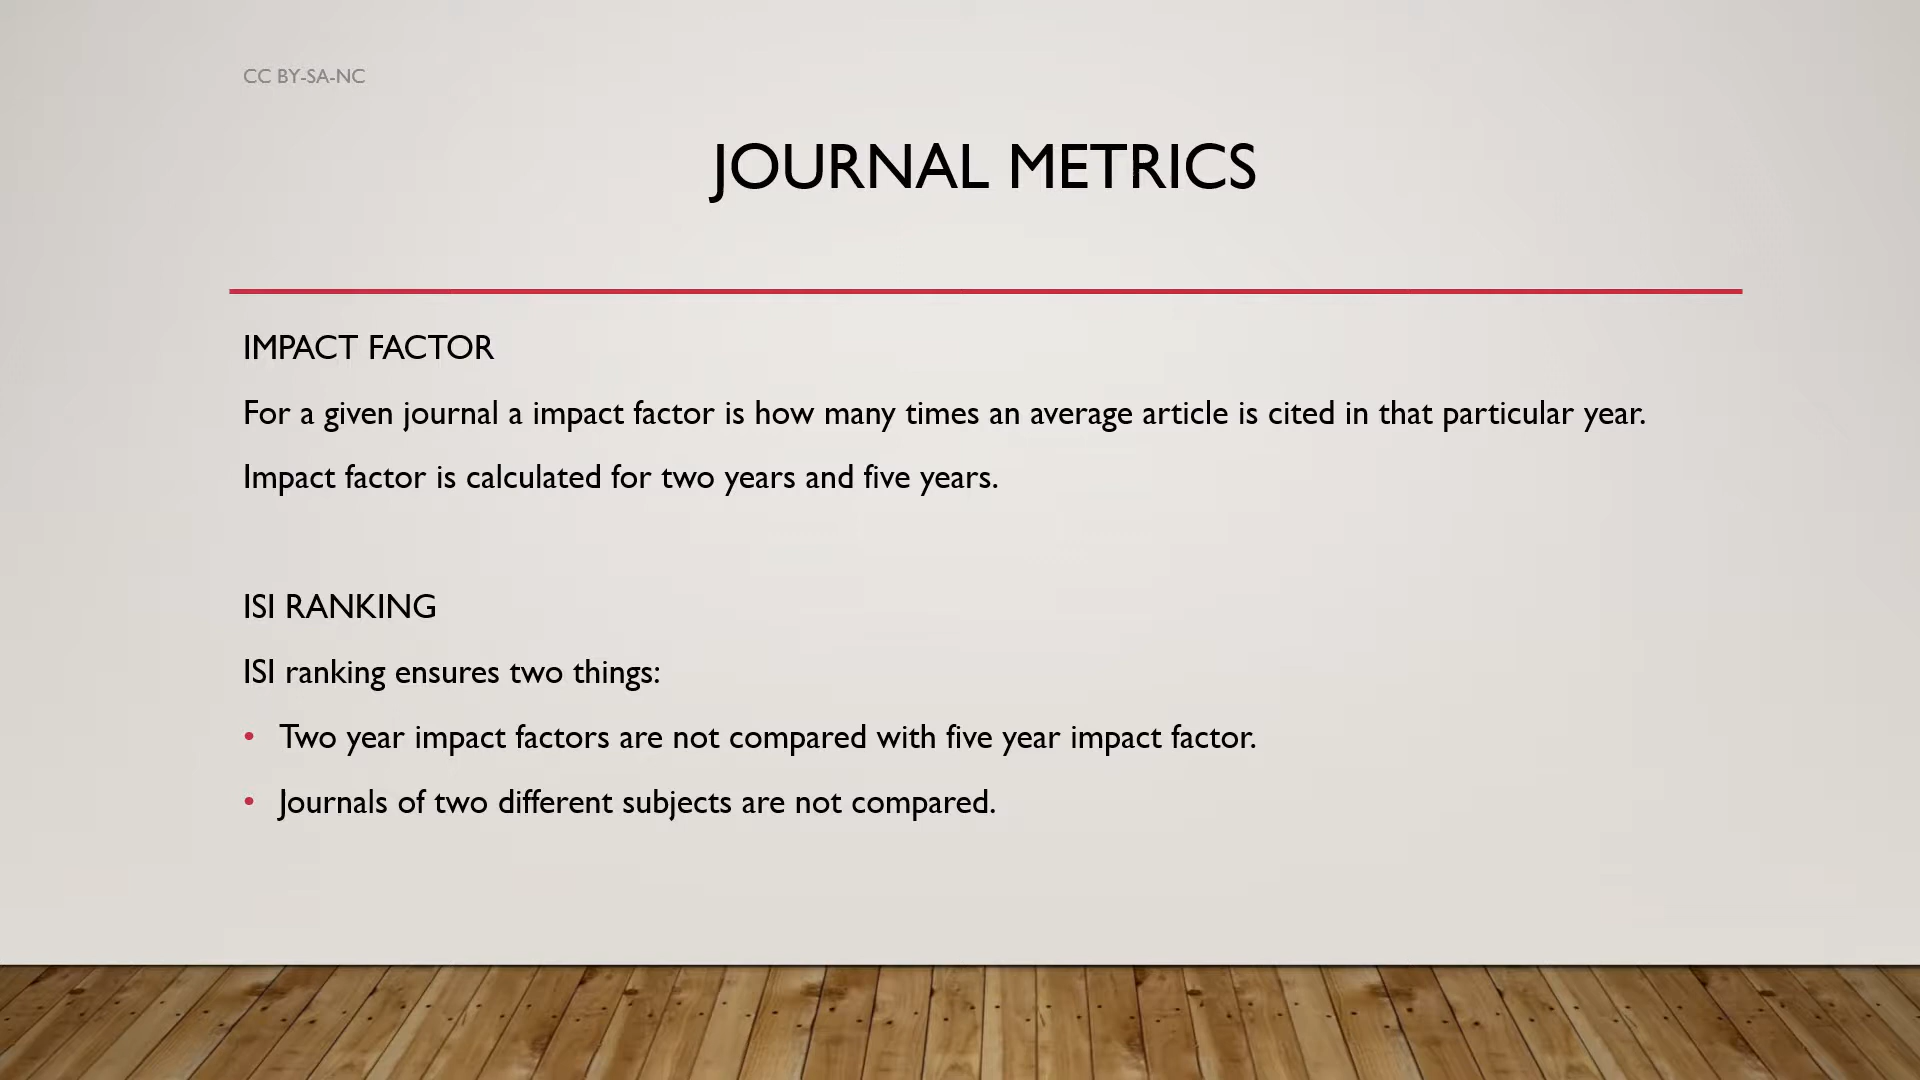 CC BY-SA-NC
JOURNAL METRICS
IMPACT FACTOR
For a given journal a impact factor is how many times an average article is cited in that particular year.
Impact factor is calculated for two years and five years.
ISI RANKING
ISI ranking ensures two things:
• Two year impact factors are not compared with five year impact factor.
• Journals of two different subjects are not compared.